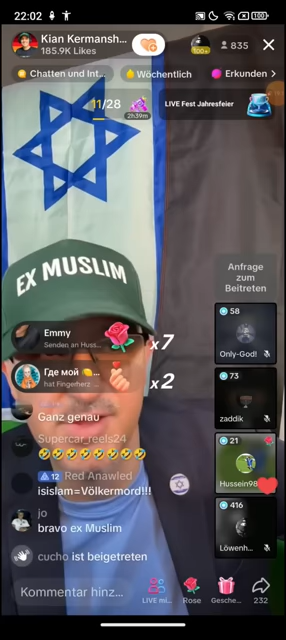 22:02
100
Kian Kermansh...
185.9K Likes
100+
835
Chatten und Int...
Wöchentlich
Erkunden
11/28
2h39m
LIVE Fest Jahresfeier
EX MUSLIM
Anfrage
zum
Beitreten
58
Only-God!
73
zaddik
21
Hussein98
416
Löwenh...
Emmy
Senden an Huss...
x7
Где мой
hat Fingerherz
x2
Ganz genau
Supercar_reels24
12 Red Anawled
isislam=Völkermord!!!
jo
bravo ex Muslim
cucho ist beigetreten
Kommentar hinz...
LIVE mi...
Rose
Gesche...
232